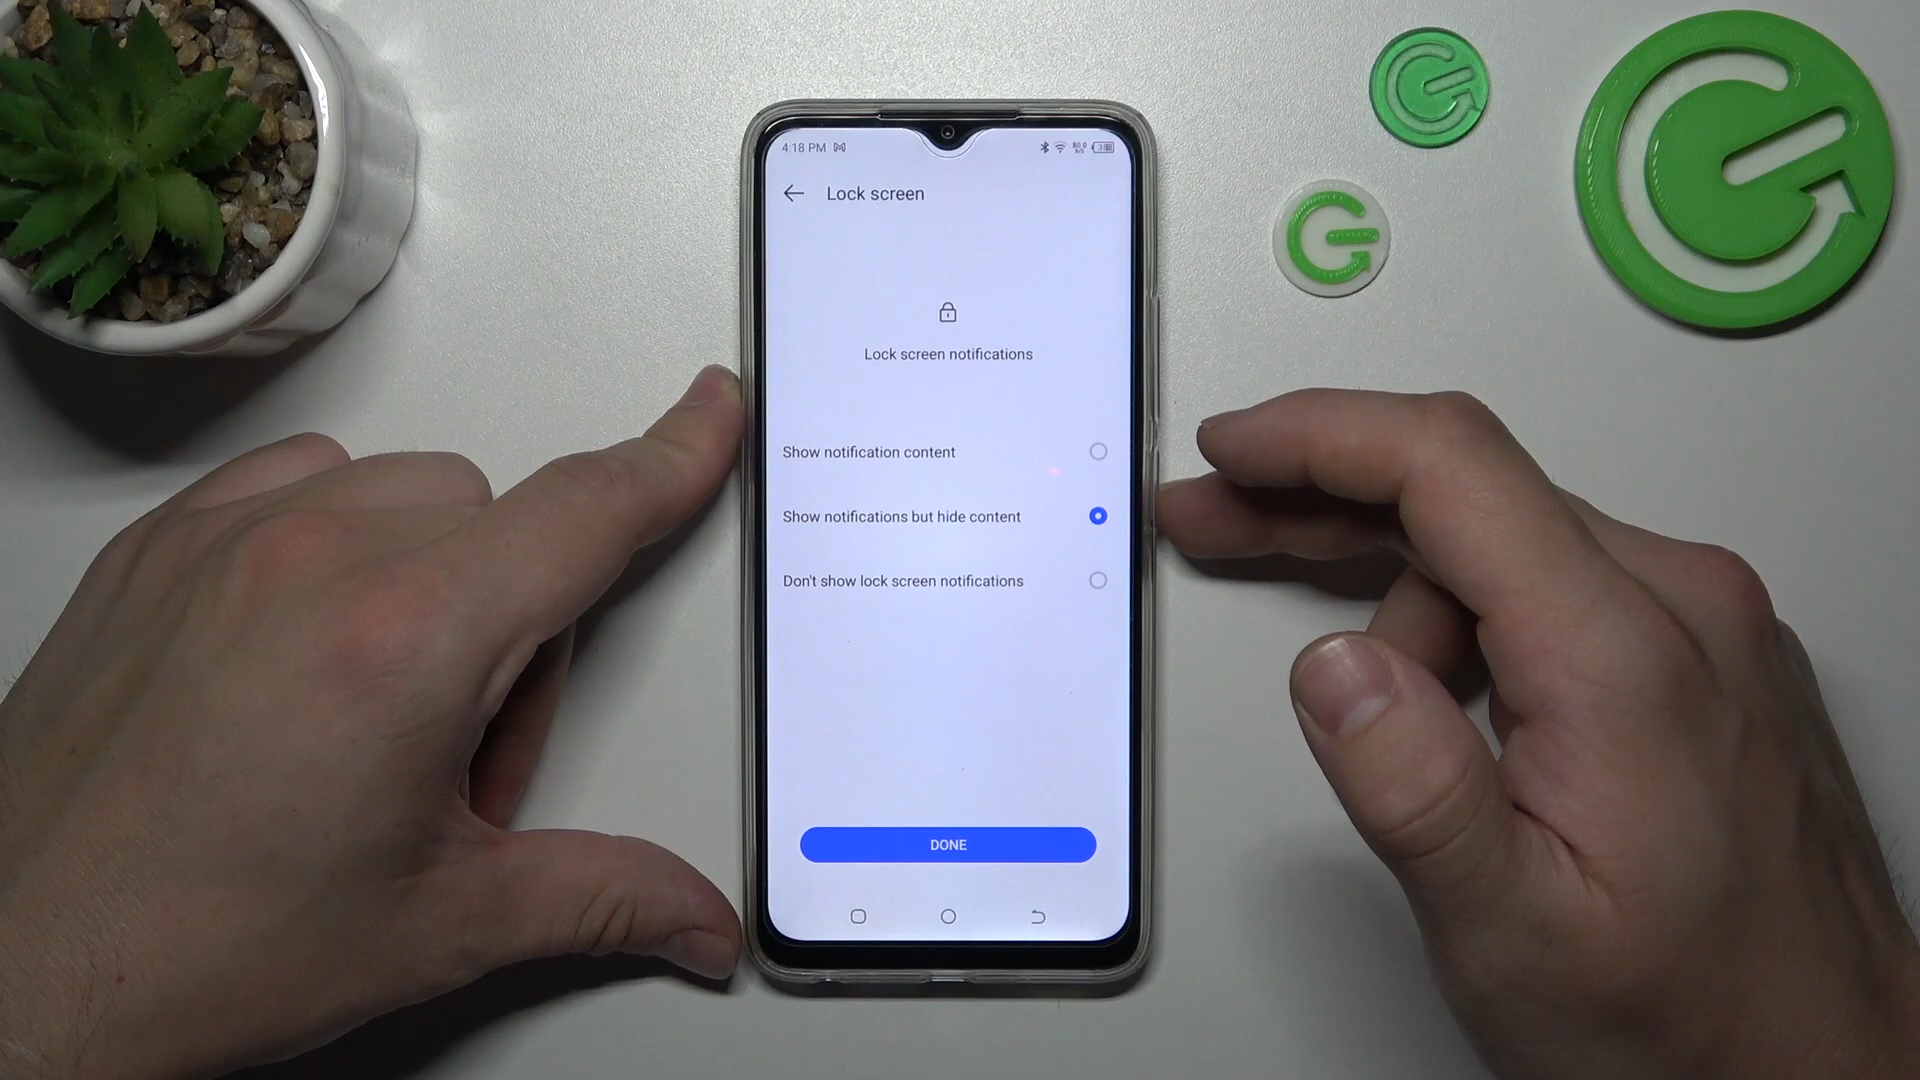 4:18 PM
Lock screen
Lock screen notifications
Show notification content
Show notifications but hide content
Don't show lock screen notifications
DONE